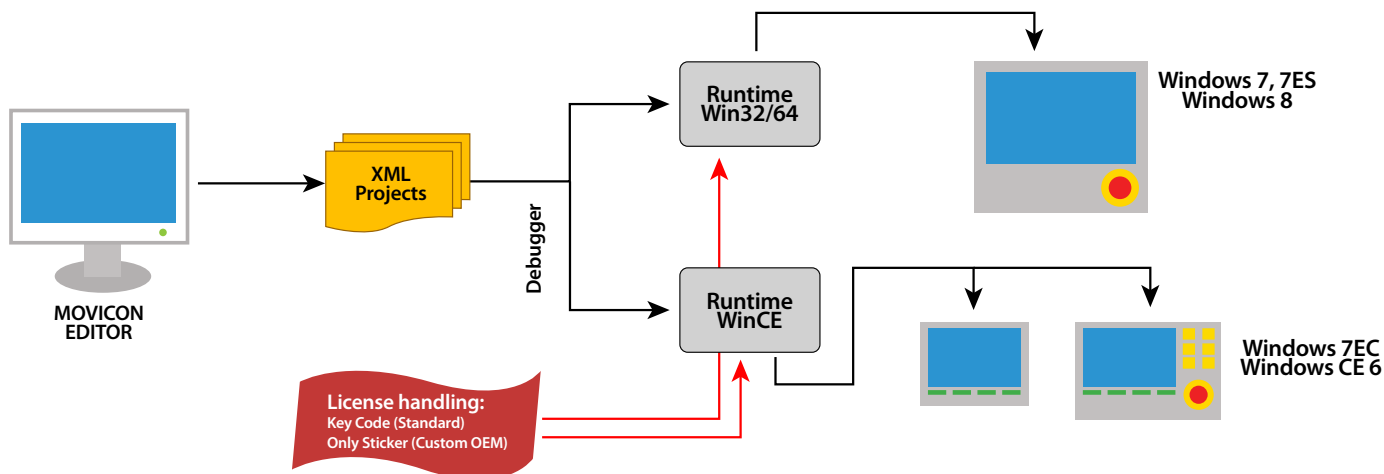 MOVICON
EDITOR
XML
Projects
Debugger
Runtime
Win32/64
Runtime
WinCE
Windows 7, 7ES
Windows 8
Windows 7EC
Windows CE 6
License handling:
Key Code (Standard)
Only Sticker (Custom OEM)